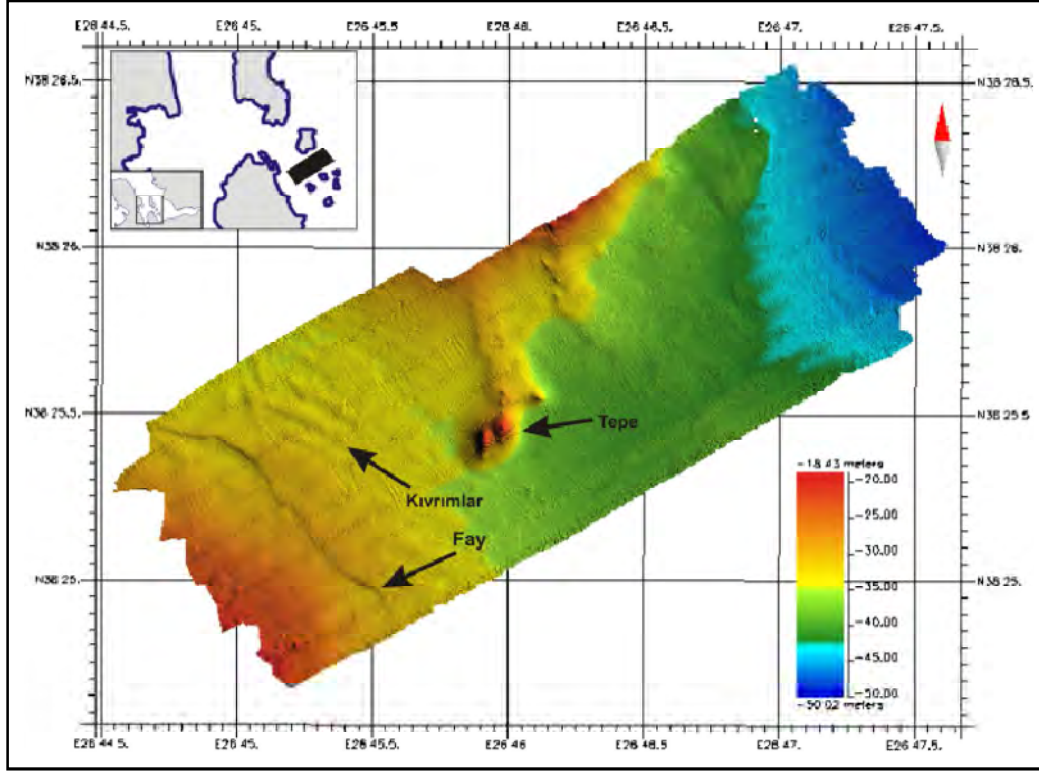 E26 44.5. E26 45. E26 45.5 E26 46. E26 46.5. E26 47. E26 47.5.
N38 26.5. N38 26.5.
N38 26. N38 26.
N38 25.5 N38 25.5
Tepe
Kıvrımlar
Fay
N38 25. N38 25.
-18.43 meters
-20.00
-25.00
-30.00
-35.00
-40.00
-45.00
-50.00
-50.02 meters
E26 44.5. E26 45. E26 45.5 E26 46 E26 46.5 E26 47. E26 47.5.